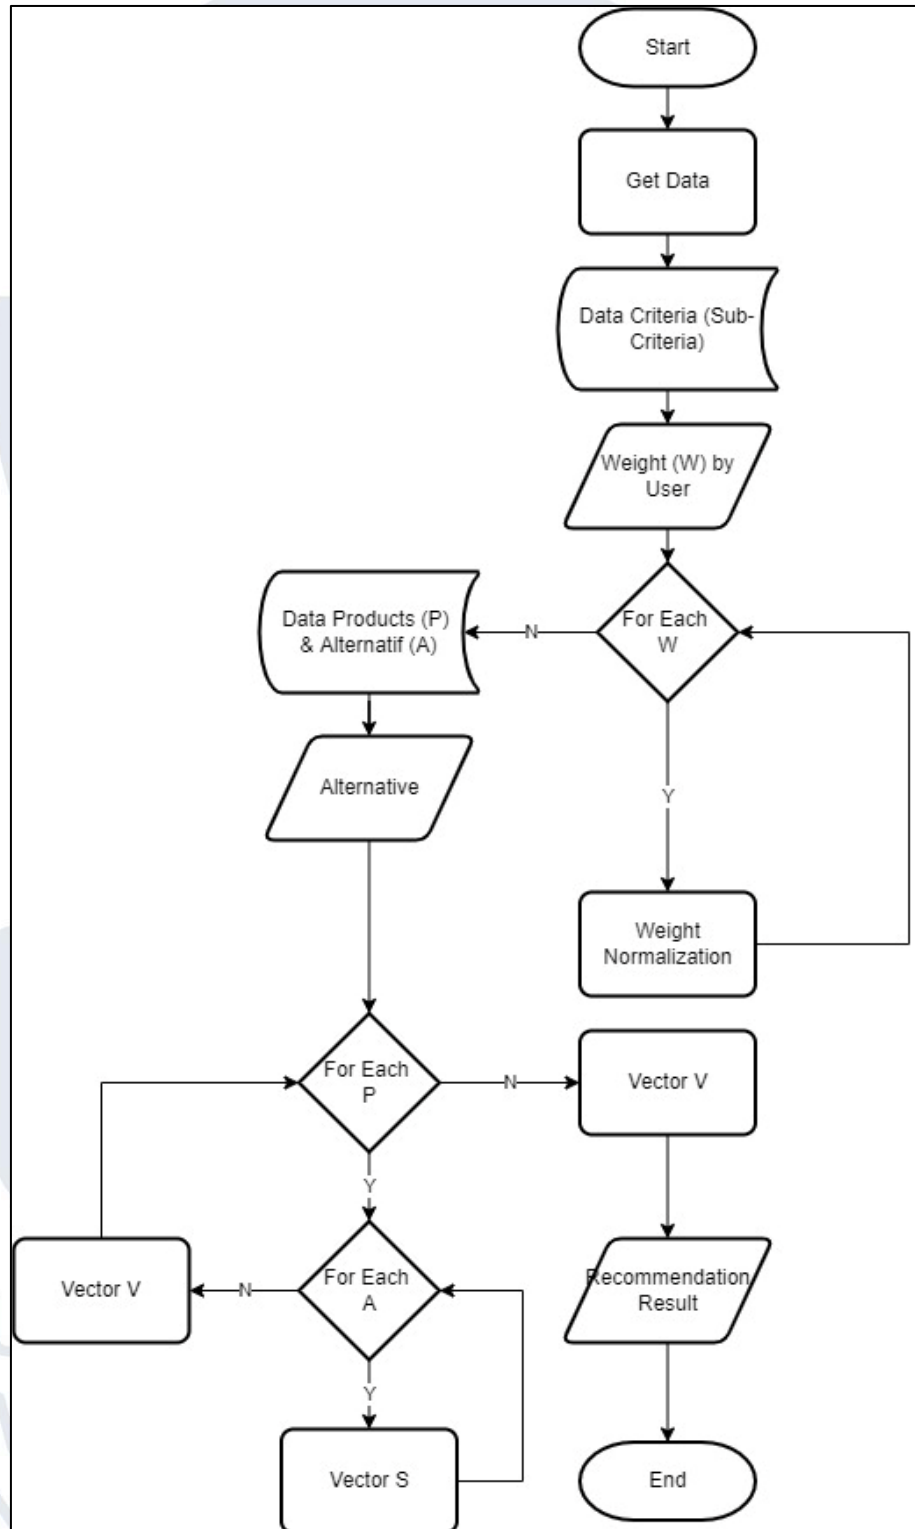 Start
Get Data
Data Criteria (Sub-
Criteria)
Weight (W) by
User
For Each
W
N
Data Products (P)
& Alternatif (A)
Alternative
Y
Weight
Normalization
For Each
P
N
Vector V
Y
For Each
A
N
Vector V
Y
Vector S
Recommendation
Result
End